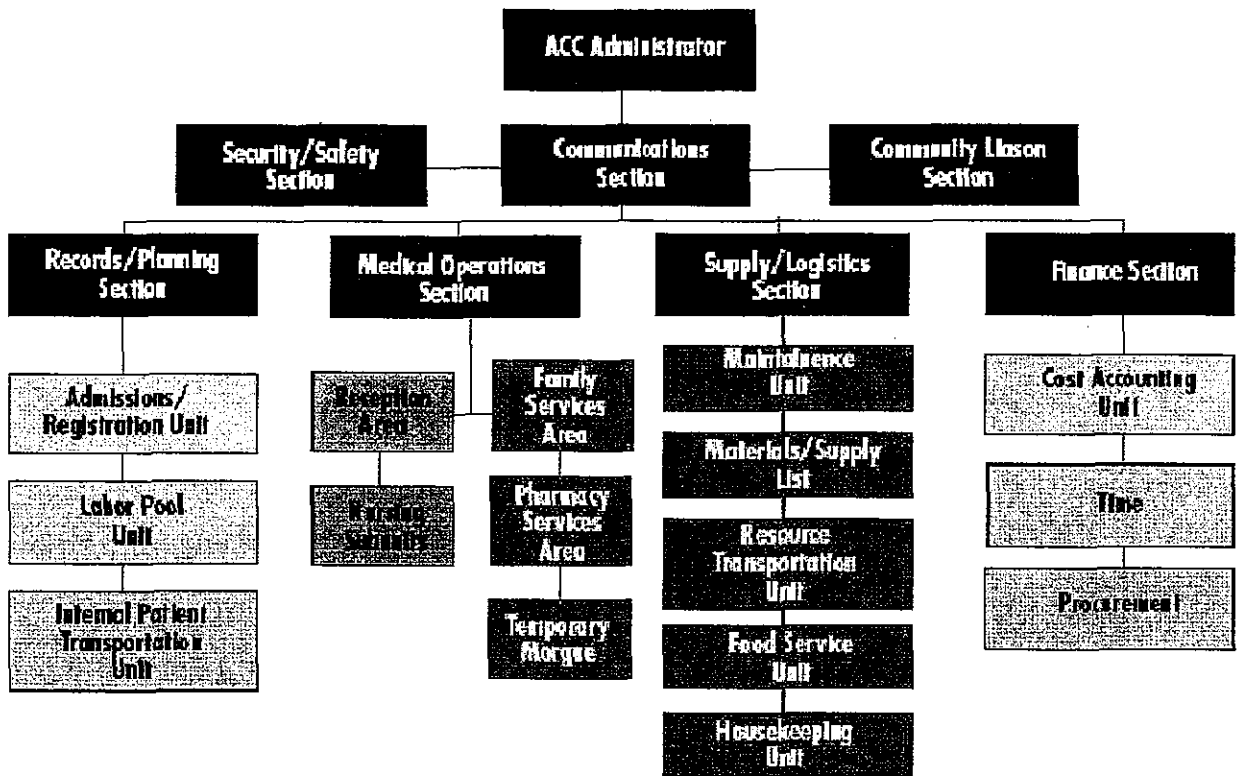 ACC Administrator
Security/Safety
Section
Communications
Section
Community Liason
Section
Records/Planning
Section
Medical Operations
Section
Supply/Logistics
Section
Finance Section
Admissions/
Registration Unit
Labor Pool
Unit
Internal Patient
Transportation
Unit
Reception
Area
Nursing
Family
Services
Area
Pharmacy
Services
Area
Temporary
Morgue
Maintainence
Unit
Materials/Supply
List
Resource
Transportation
Unit
Food Service
Unit
Housekeeping
Unit
Cost Accounting
Unit
Time
Procurement